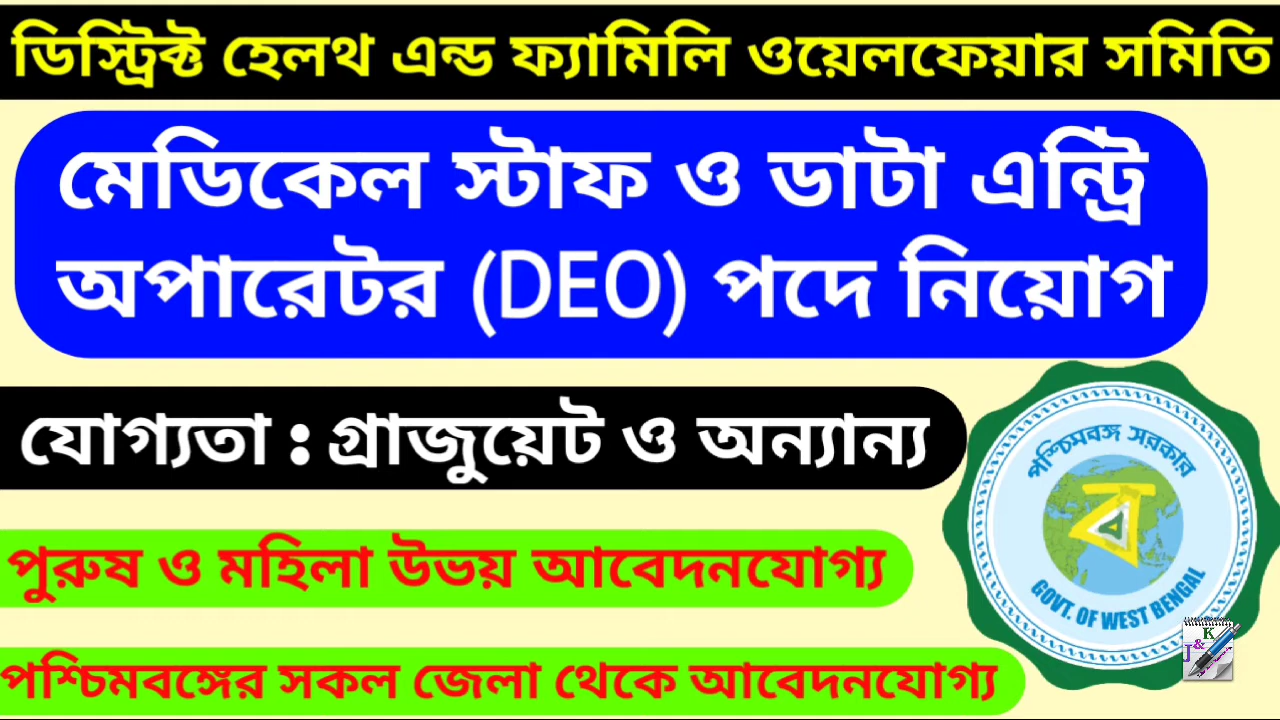 ডিস্ট্রিক্ট হেলথ এন্ড ফ্যামিলি ওয়েলফেয়ার সমিতি
মেডিকেল স্টাফ ও ডাটা এন্ট্রি
অপারেটর (DEO) পদে নিয়োগ
যোগ্যতা : গ্রাজুয়েট ও অন্যান্য
পশ্চিমবঙ্গ সরকার
ব
GOVT. OF WEST BENGAL
পুরুষ ও মহিলা উভয় আবেদনযোগ্য
পশ্চিমবঙ্গের সকল জেলা থেকে আবেদনযোগ্য